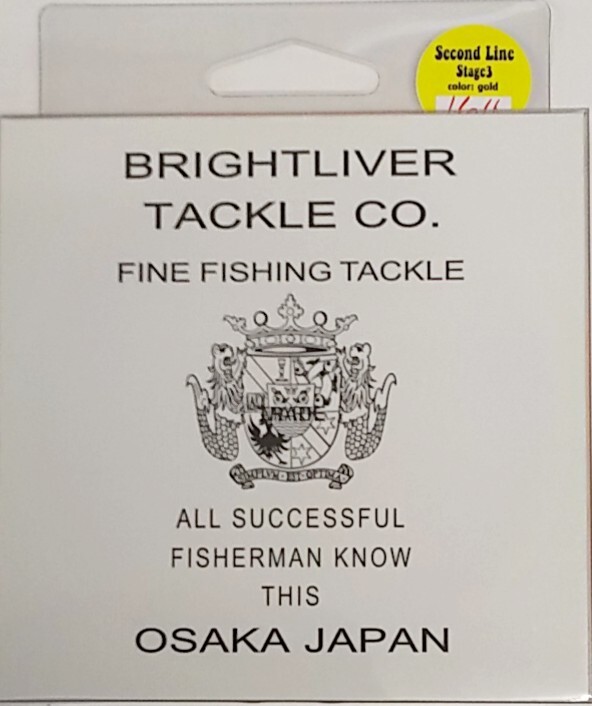 Second Line
Stage3
color: gold
BRIGHTLIVER
TACKLE CO.
FINE FISHING TACKLE
TRADE
ALL SUCCESSFUL
FISHERMAN KNOW
THIS
OSAKA JAPAN